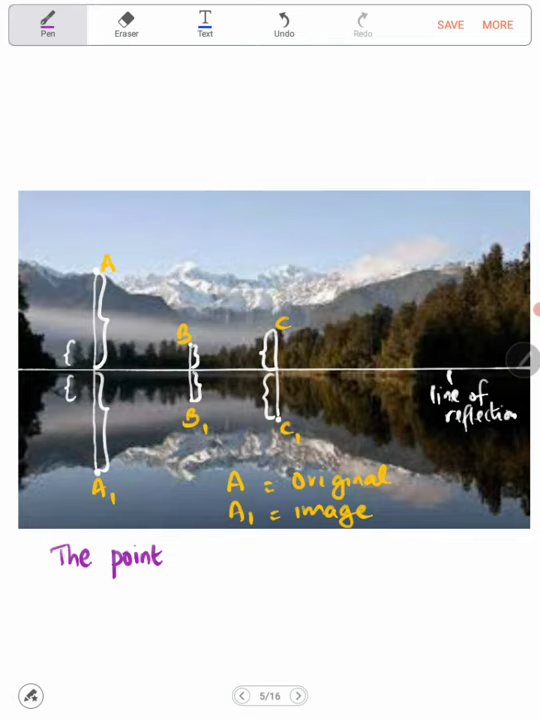 Pen
Eraser
Text
T
Undo
Redo
SAVE
MORE
A
B
C
line of
reflection
B₁
C₁
A₁
A = Original
A₁ = image
The point
5/16